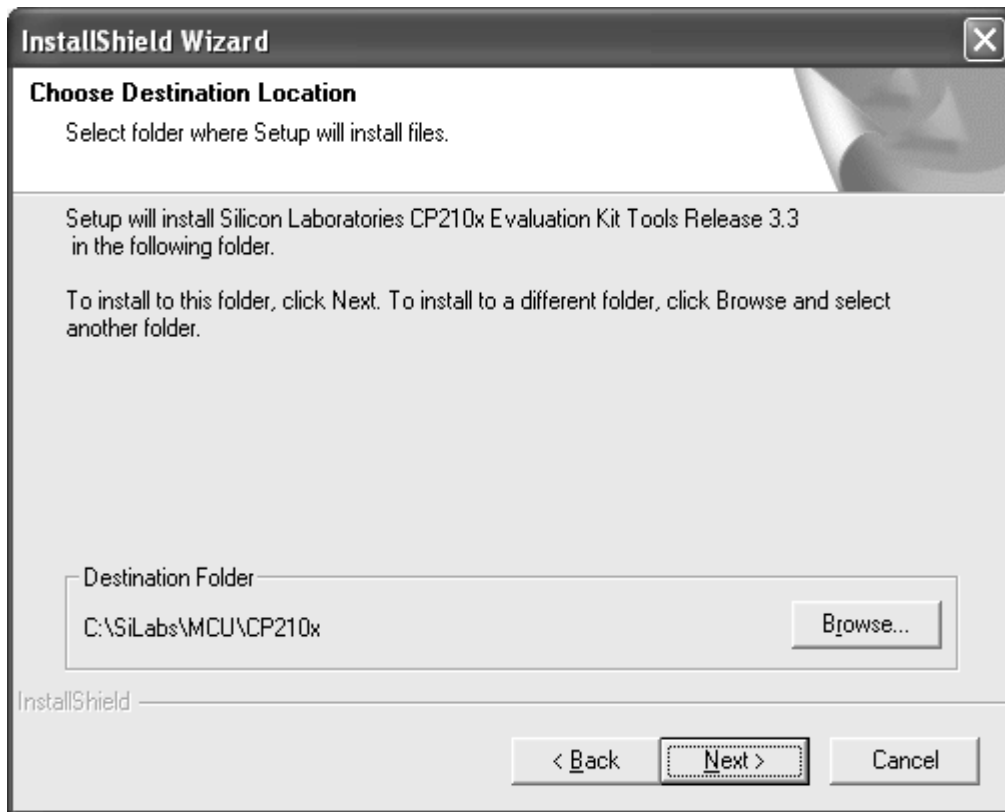 InstallShield Wizard
Choose Destination Location
Select folder where Setup will install files.
Setup will install Silicon Laboratories CP210x Evaluation Kit Tools Release 3.3
in the following folder.
To install to this folder, click Next. To install to a different folder, click Browse and select
another folder.
Destination Folder
C:\SiLabs\MCU\CP210x
Browse...
InstallShield
< Back
Next >
Cancel